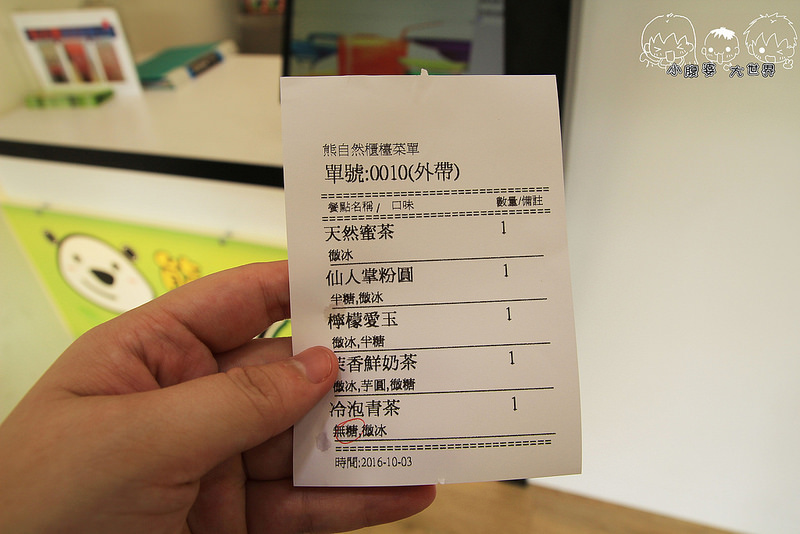 小腹婆 大世界
熊自然櫃檯菜單
單號:0010(外帶)
餐點名稱/ 口味 數量/備註
天然蜜茶 1
微冰
仙人掌粉圓 1
半糖,微冰
檸檬愛玉 1
微冰,半糖
香鮮奶茶 1
微冰,芋圓,微糖
冷泡青茶 1
無糖,微冰
時間:2016-10-03